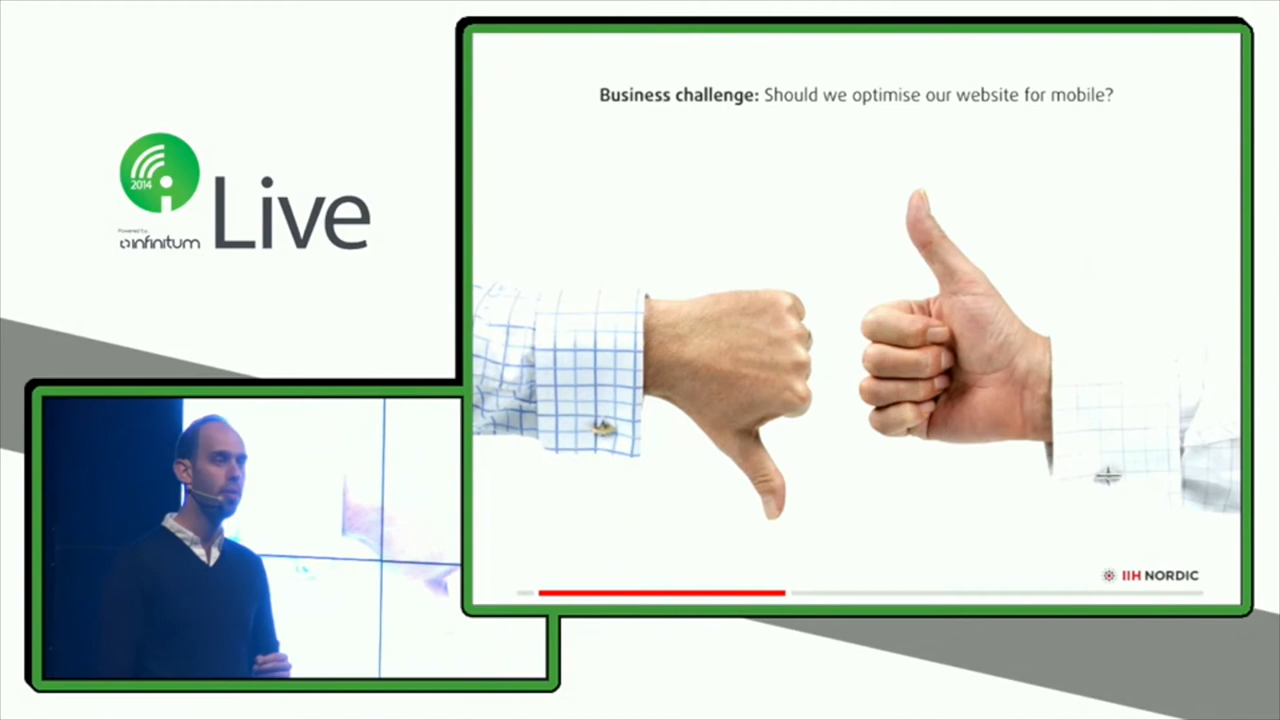 Business challenge: Should we optimise our website for mobile?
2014
Live
Powered by
infinitum
IIH NORDIC